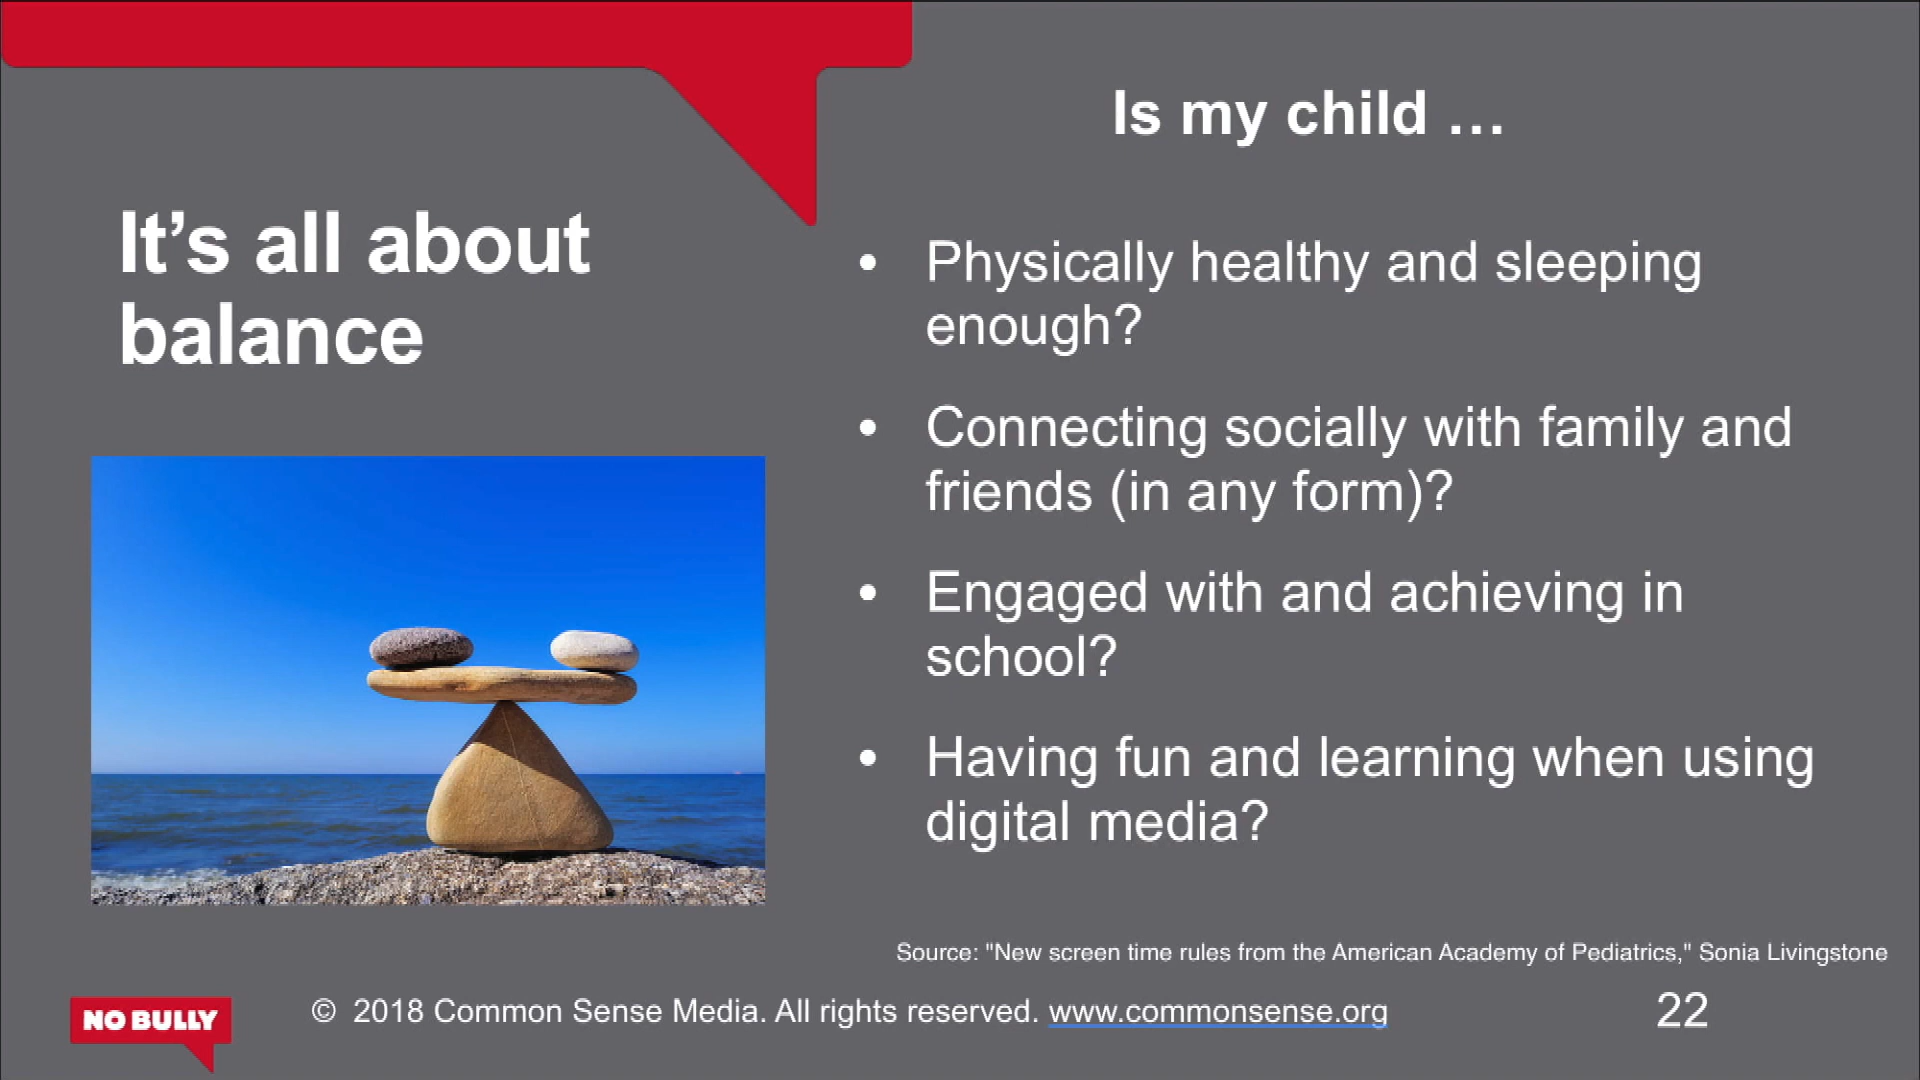 It’s all about
balance
Is my child …
• Physically healthy and sleeping
enough?
• Connecting socially with family and
friends (in any form)?
• Engaged with and achieving in
school?
• Having fun and learning when using
digital media?
Source: "New screen time rules from the American Academy of Pediatrics," Sonia Livingstone
NO BULLY
© 2018 Common Sense Media. All rights reserved. www.commonsense.org
22